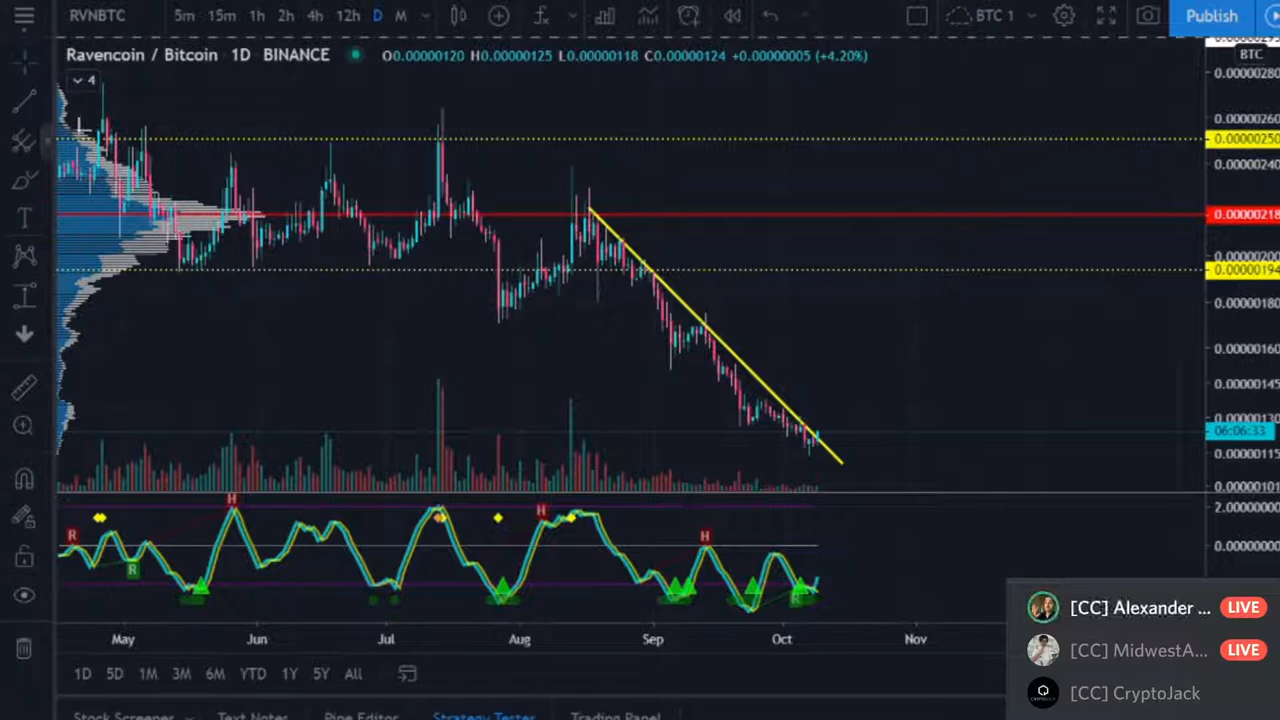 RVNBTC 5m 15m 1h 2h 4h 12h D M BTC 1 Publish
Ravencoin / Bitcoin 1D BINANCE O0.00000120 H0.00000125 L0.00000118 C0.00000124 +0.00000005 (+4.20%)
BTC
4
0.00000280
0.00000260
0.00000250
0.00000240
0.00000218
0.00000200
0.00000194
0.00000180
0.00000160
0.00000145
0.00000130
06:06:33
0.00000115
0.00000101
H
2.00000000
H
R
H
0.00000000
R
R
[CC] Alexander ... LIVE
May Jun Jul Aug Sep Oct Nov
[CC] MidwestA... LIVE
1D 5D 1M 3M 6M YTD 1Y 5Y All
[CC] CryptoJack
Stock Screener Text Notes Pine Editor Strategy Tester Trading Panel